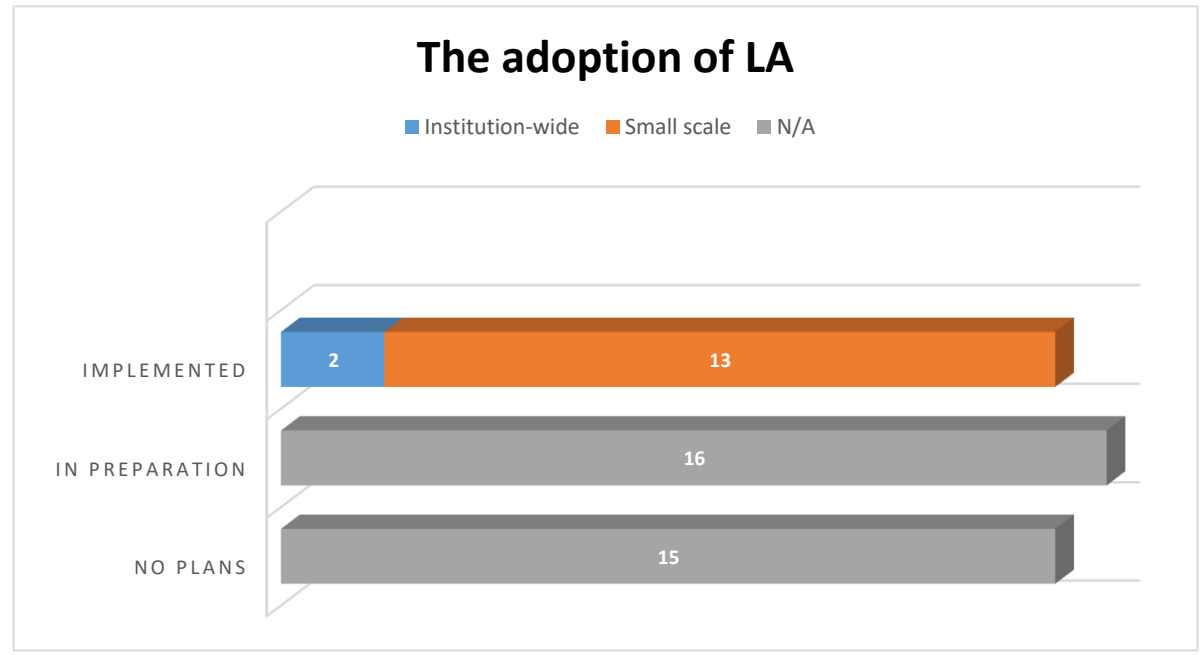 The adoption of LA
Institution-wide Small scale N/A
IMPLEMENTED 2 13
IN PREPARATION 16
NO PLANS 15